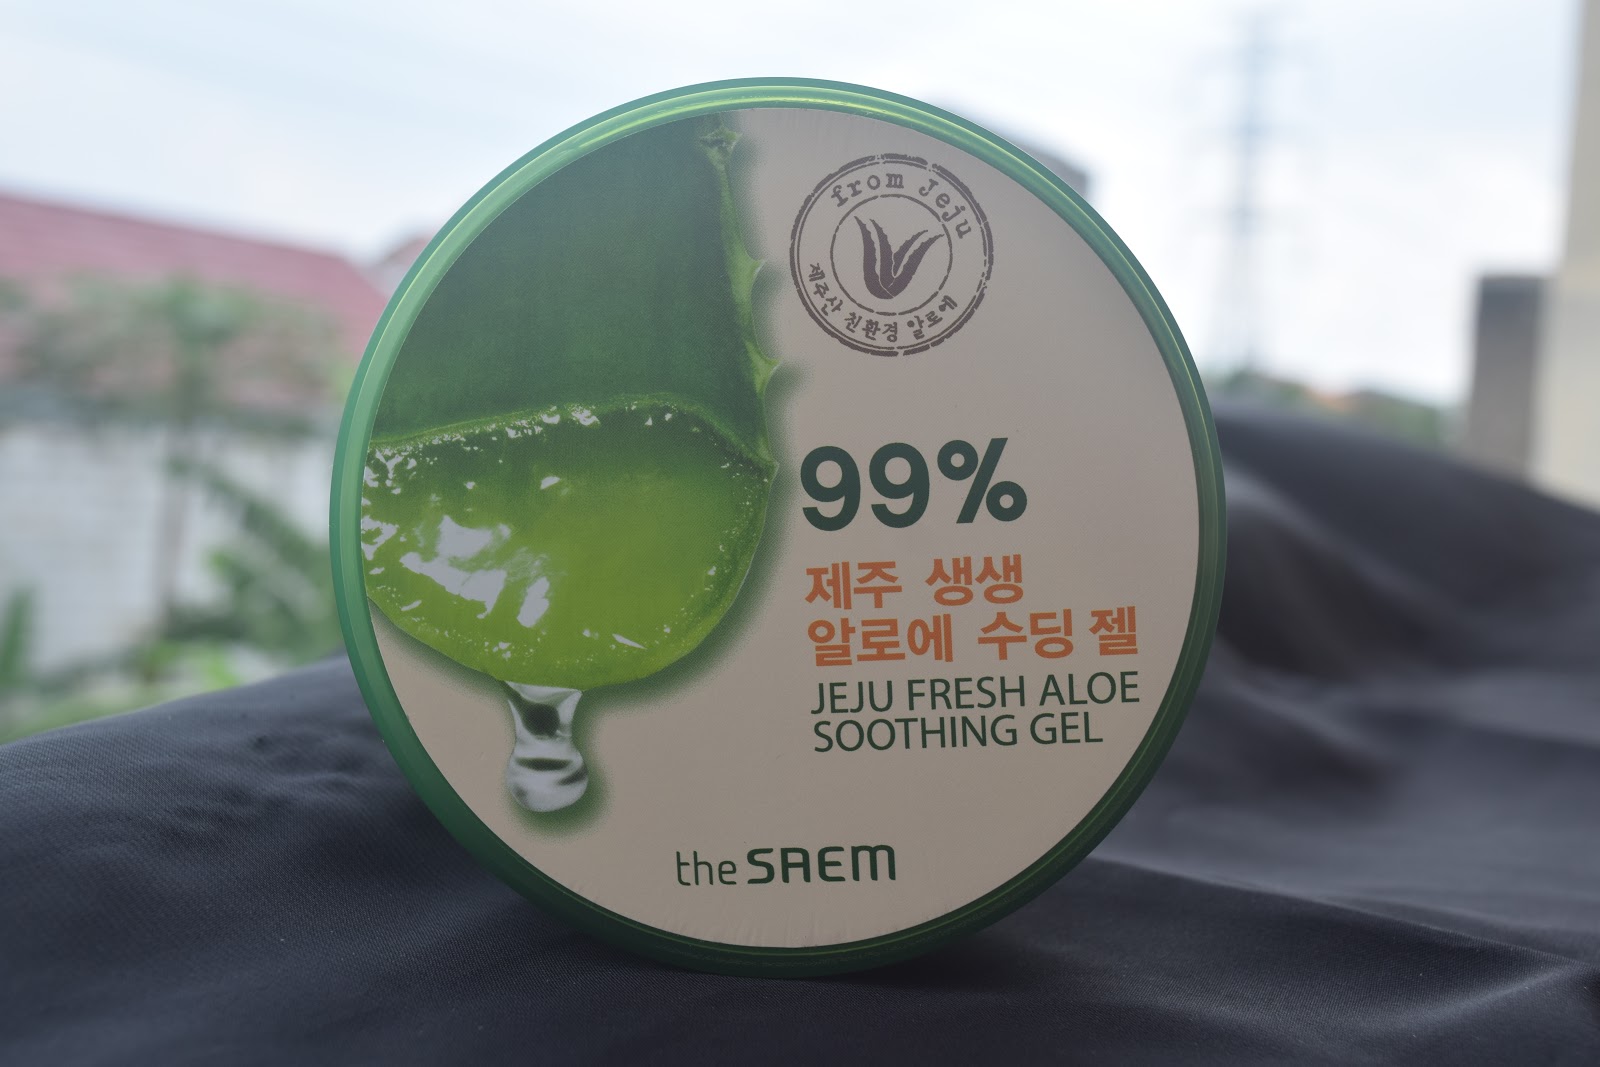 from Jeju
제주산 친환경 알로에
99%
제주 생생
알로에 수딩 젤
JEJU FRESH ALOE
SOOTHING GEL
the SAEM